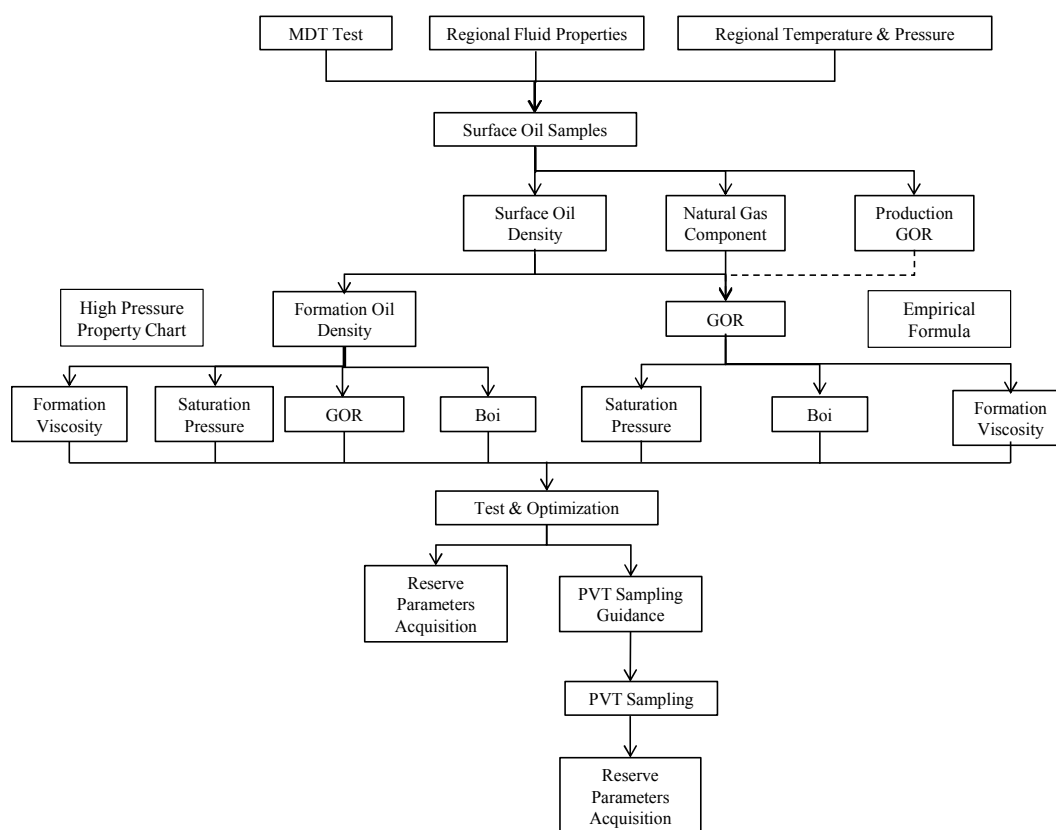 MDT Test
Regional Fluid Properties
Regional Temperature & Pressure
Surface Oil Samples
Surface Oil
Density
Natural Gas
Component
Production
GOR
High Pressure
Property Chart
Formation Oil
Density
GOR
Empirical
Formula
Formation
Viscosity
Saturation
Pressure
GOR
Boi
Saturation
Pressure
Boi
Formation
Viscosity
Test & Optimization
Reserve
Parameters
Acquisition
PVT Sampling
Guidance
PVT Sampling
Reserve
Parameters
Acquisition